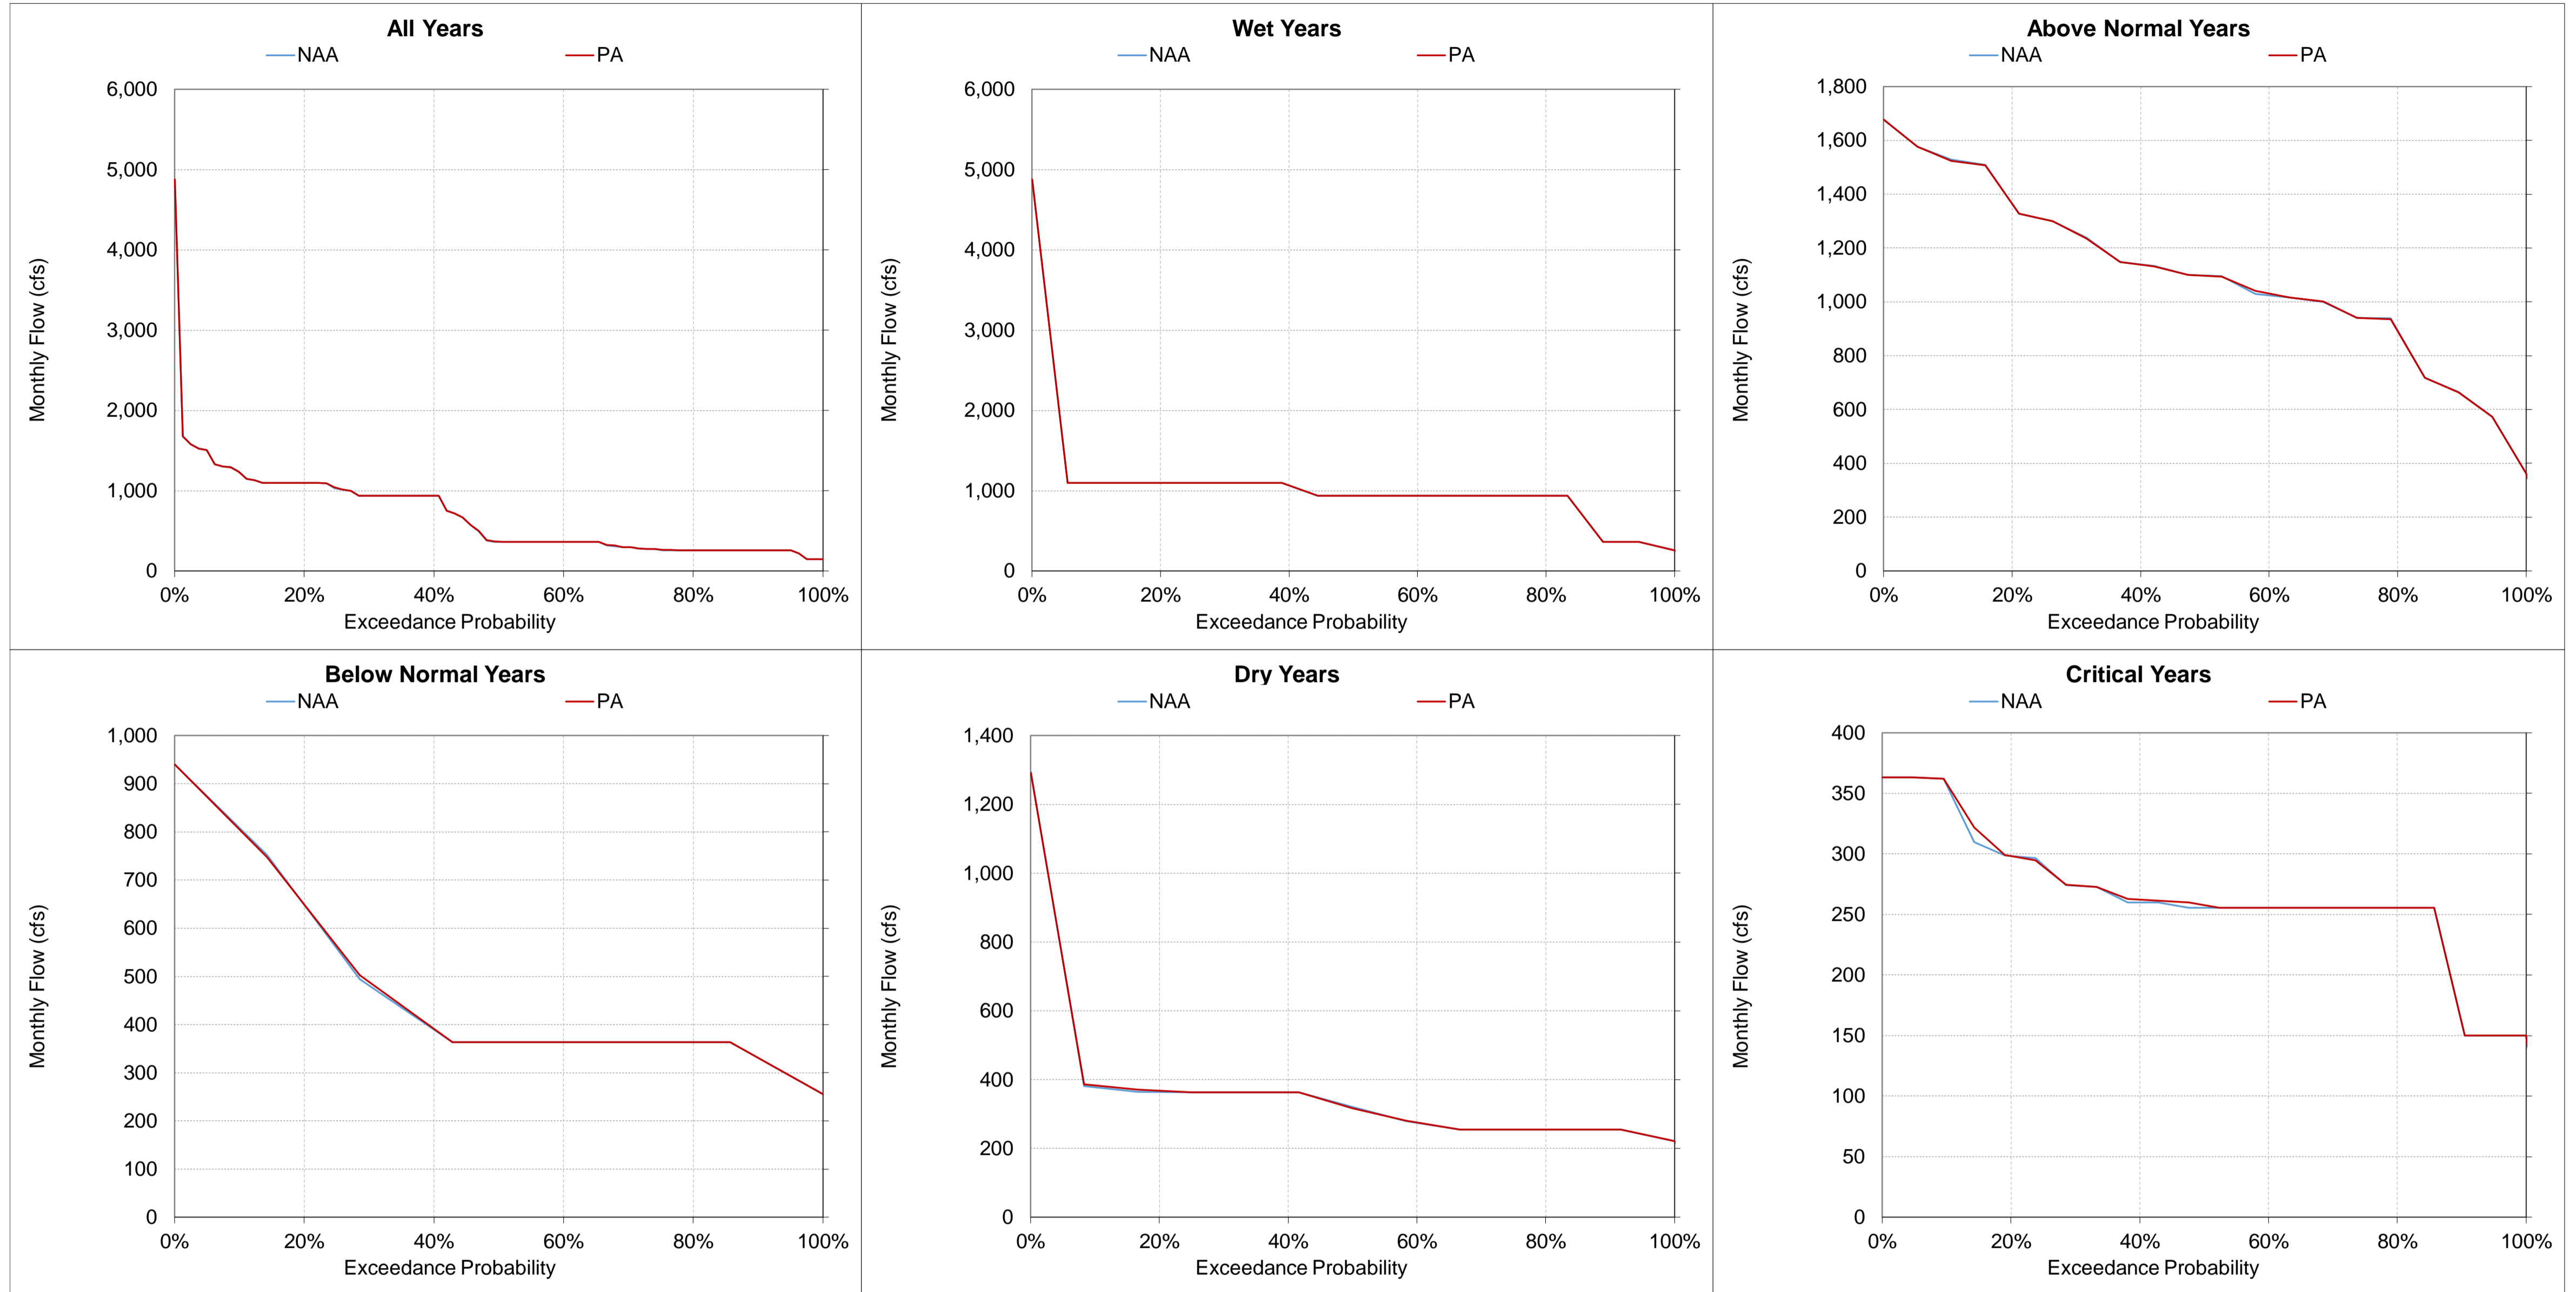 All Years
NAA PA
6,000
5,000
4,000
3,000
2,000
1,000
0
Monthly Flow (cfs)
0% 20% 40% 60% 80% 100%
Exceedance Probability
Wet Years
NAA PA
6,000
5,000
4,000
3,000
2,000
1,000
0
Monthly Flow (cfs)
0% 20% 40% 60% 80% 100%
Exceedance Probability
Above Normal Years
NAA PA
1,800
1,600
1,400
1,200
1,000
800
600
400
200
0
Monthly Flow (cfs)
0% 20% 40% 60% 80% 100%
Exceedance Probability
Below Normal Years
NAA PA
1,000
900
800
700
600
500
400
300
200
100
0
Monthly Flow (cfs)
0% 20% 40% 60% 80% 100%
Exceedance Probability
Dry Years
NAA PA
1,400
1,200
1,000
800
600
400
200
0
Monthly Flow (cfs)
0% 20% 40% 60% 80% 100%
Exceedance Probability
Critical Years
NAA PA
400
350
300
250
200
150
100
50
0
Monthly Flow (cfs)
0% 20% 40% 60% 80% 100%
Exceedance Probability